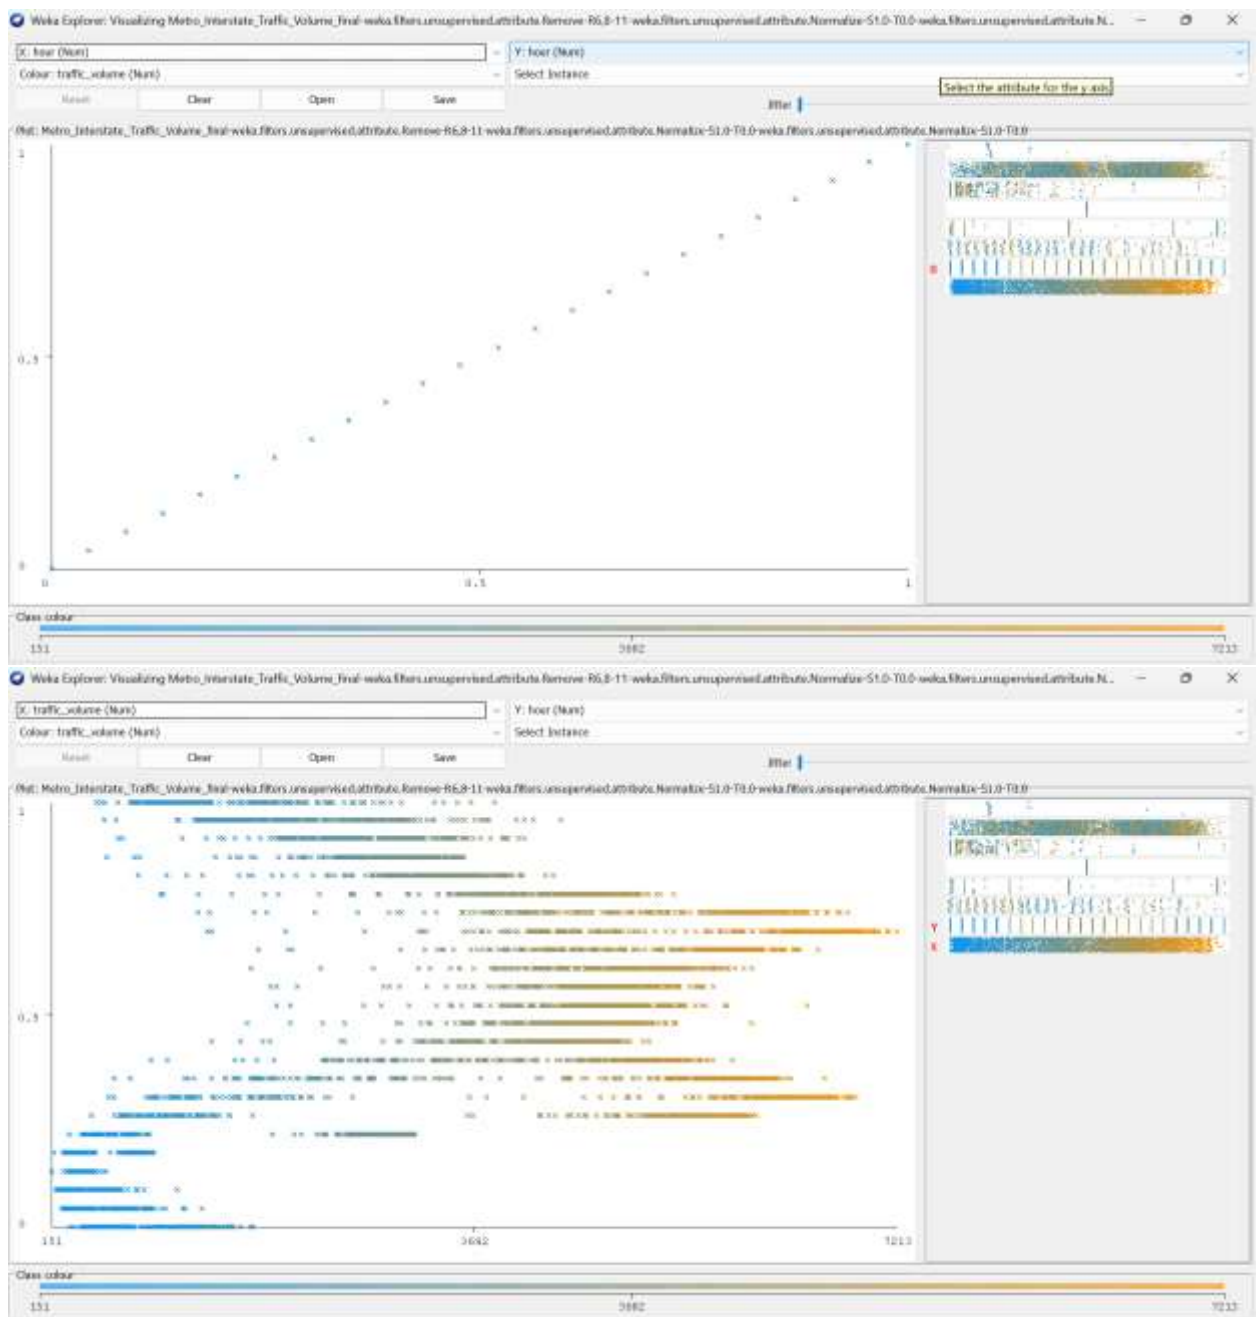 Weka Explorer: Visualizing Metro_Interstate_Traffic_Volume_final-weka.filters.unsupervised.attribute.Remove-R6,8-11-weka.filters.unsupervised.attribute.Normalize-S1.0-T0.0-weka.filters.unsupervised.attribute.N...
X: hour (Num)
Y: hour (Num)
Colour: traffic_volume (Num)
Select Instance
Select the attribute for the y axis
Reset
Clear
Open
Save
Jitter
Plot: Metro_Interstate_Traffic_Volume_final-weka.filters.unsupervised.attribute.Remove-R6,8-11-weka.filters.unsupervised.attribute.Normalize-S1.0-T0.0-weka.filters.unsupervised.attribute.Normalize-S1.0-T0.0
1
0.5
0
0
0.5
1
Class colour
151
3682
7213
Weka Explorer: Visualizing Metro_Interstate_Traffic_Volume_final-weka.filters.unsupervised.attribute.Remove-R6,8-11-weka.filters.unsupervised.attribute.Normalize-S1.0-T0.0-weka.filters.unsupervised.attribute.N...
X: traffic_volume (Num)
Y: hour (Num)
Colour: traffic_volume (Num)
Select Instance
Reset
Clear
Open
Save
Jitter
Plot: Metro_Interstate_Traffic_Volume_final-weka.filters.unsupervised.attribute.Remove-R6,8-11-weka.filters.unsupervised.attribute.Normalize-S1.0-T0.0-weka.filters.unsupervised.attribute.Normalize-S1.0-T0.0
1
Y
X
0.5
0
151
3682
7213
Class colour
151
3682
7213